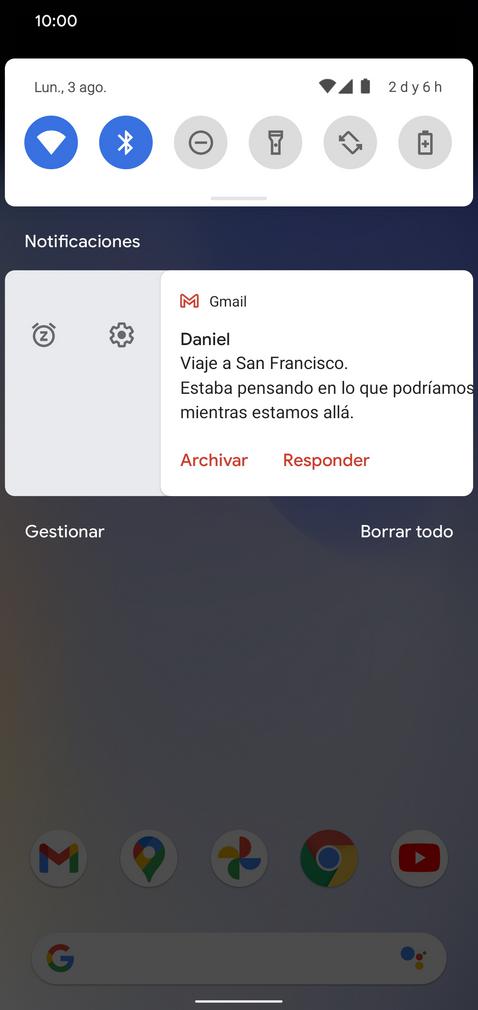 10:00
Lun., 3 ago.
2 d y 6 h
Notificaciones
Gmail
Daniel
Viaje a San Francisco.
Estaba pensando en lo que podríamos
mientras estamos allá.
Archivar Responder
Gestionar Borrar todo